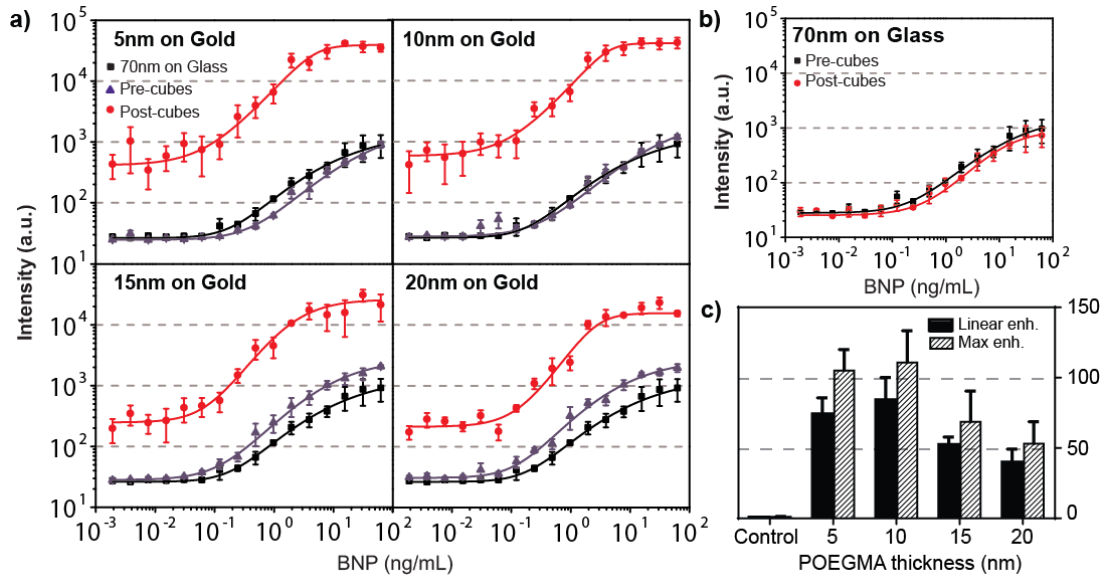 a)
5nm on Gold
70nm on Glass
Pre-cubes
Post-cubes
10nm on Gold
15nm on Gold
20nm on Gold
Intensity (a.u.)
10^5
10^4
10^3
10^2
10^1
10^4
10^3
10^2
10^1
10^-3 10^-2 10^-1 10^0 10^1 10^-3 10^-2 10^-1 10^0 10^1 10^2
BNP (ng/mL)
BNP (ng/mL)
b)
70nm on Glass
Pre-cubes
Post-cubes
Intensity (a.u.)
10^5
10^4
10^3
10^2
10^1
10^-3 10^-2 10^-1 10^0 10^1 10^2
BNP (ng/mL)
c)
Linear enh.
Max enh.
150
100
50
0
Control 5 10 15 20
POEGMA thickness (nm)